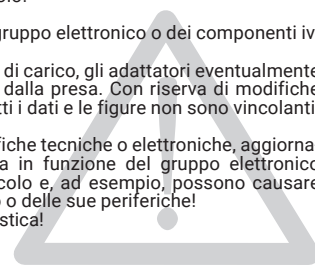 gruppo elettronico o dei componenti iv
di carico, gli adattatori eventualmente
dalla presa. Con riserva di modifiche
tti i dati e le figure non sono vincolanti
fiche tecniche o elettroniche, aggiorna
a in funzione del gruppo elettronico
colo e, ad esempio, possono causare
o delle sue periferiche!
stica!